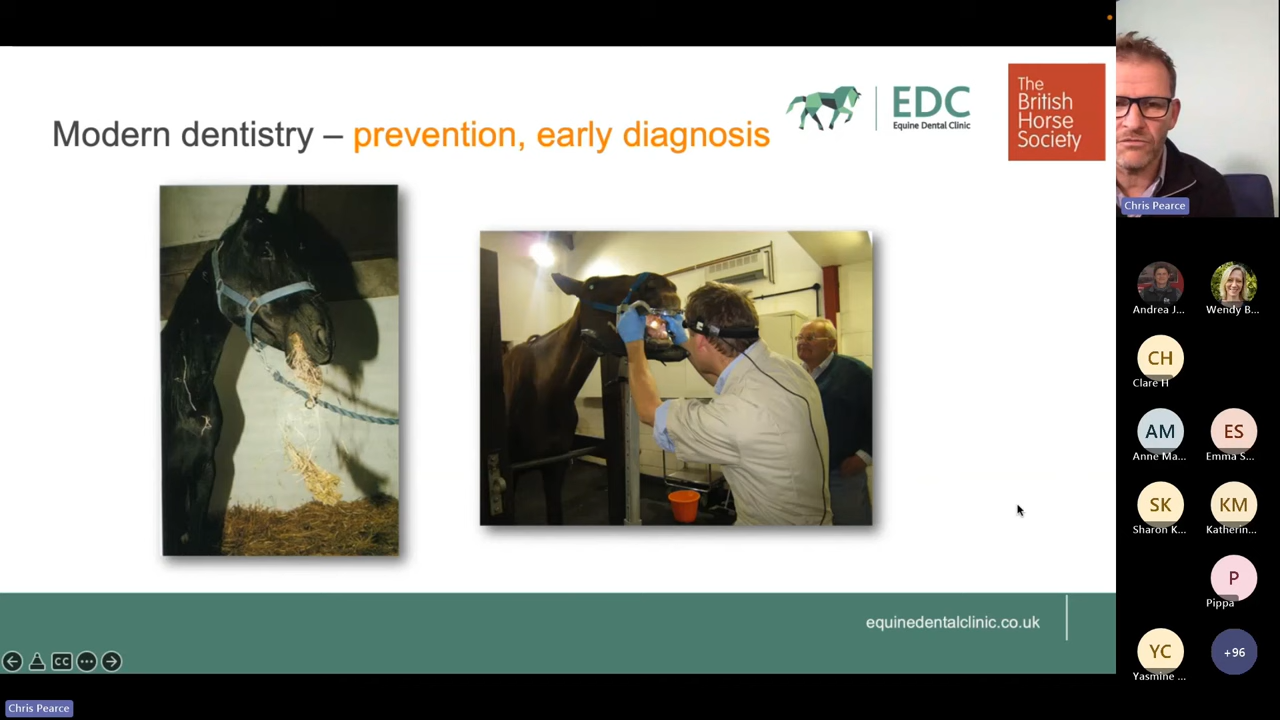 Modern dentistry – prevention, early diagnosis
EDC
Equine Dental Clinic
The
British
Horse
Society
Chris Pearce
Andrea J...
Wendy B...
CH
Clare H
AM
Anne Ma...
ES
Emma S...
SK
Sharon K...
KM
Katherin...
P
Pippa
YC
Yasmine ...
+96
equinedentalclinic.co.uk
CC
Chris Pearce